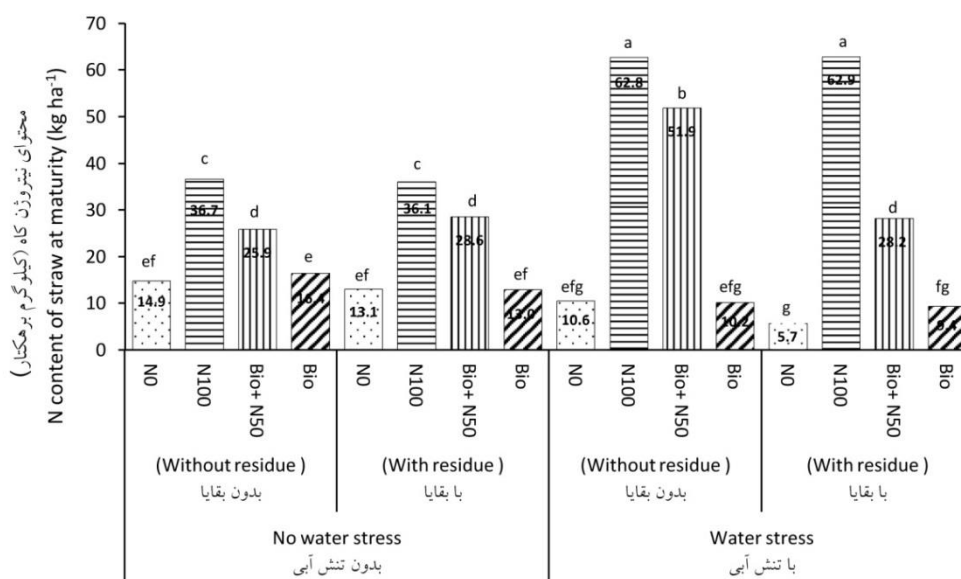 محتوای نیتروژن کاه (کیلوگرم برهکتار)
N content of straw at maturity (kg ha⁻¹)
70
60
50
40
30
20
10
0
ef
c
d
e
ef
c
d
ef
efg
a
b
efg
g
a
d
fg
14.9
36.7
25.9
16.4
13.1
36.1
28.6
13.0
10.6
62.8
51.9
10.2
5.7
62.9
28.2
9.4
N0
N100
Bio+ N50
Bio
N0
N100
Bio+ N50
Bio
N0
N100
Bio+ N50
Bio
N0
N100
Bio+ N50
Bio
(Without residue )
(With residue )
(Without residue )
(With residue )
بدون بقایا
با بقایا
بدون بقایا
با بقایا
No water stress
Water stress
بدون تنش آبی
با تنش آبی